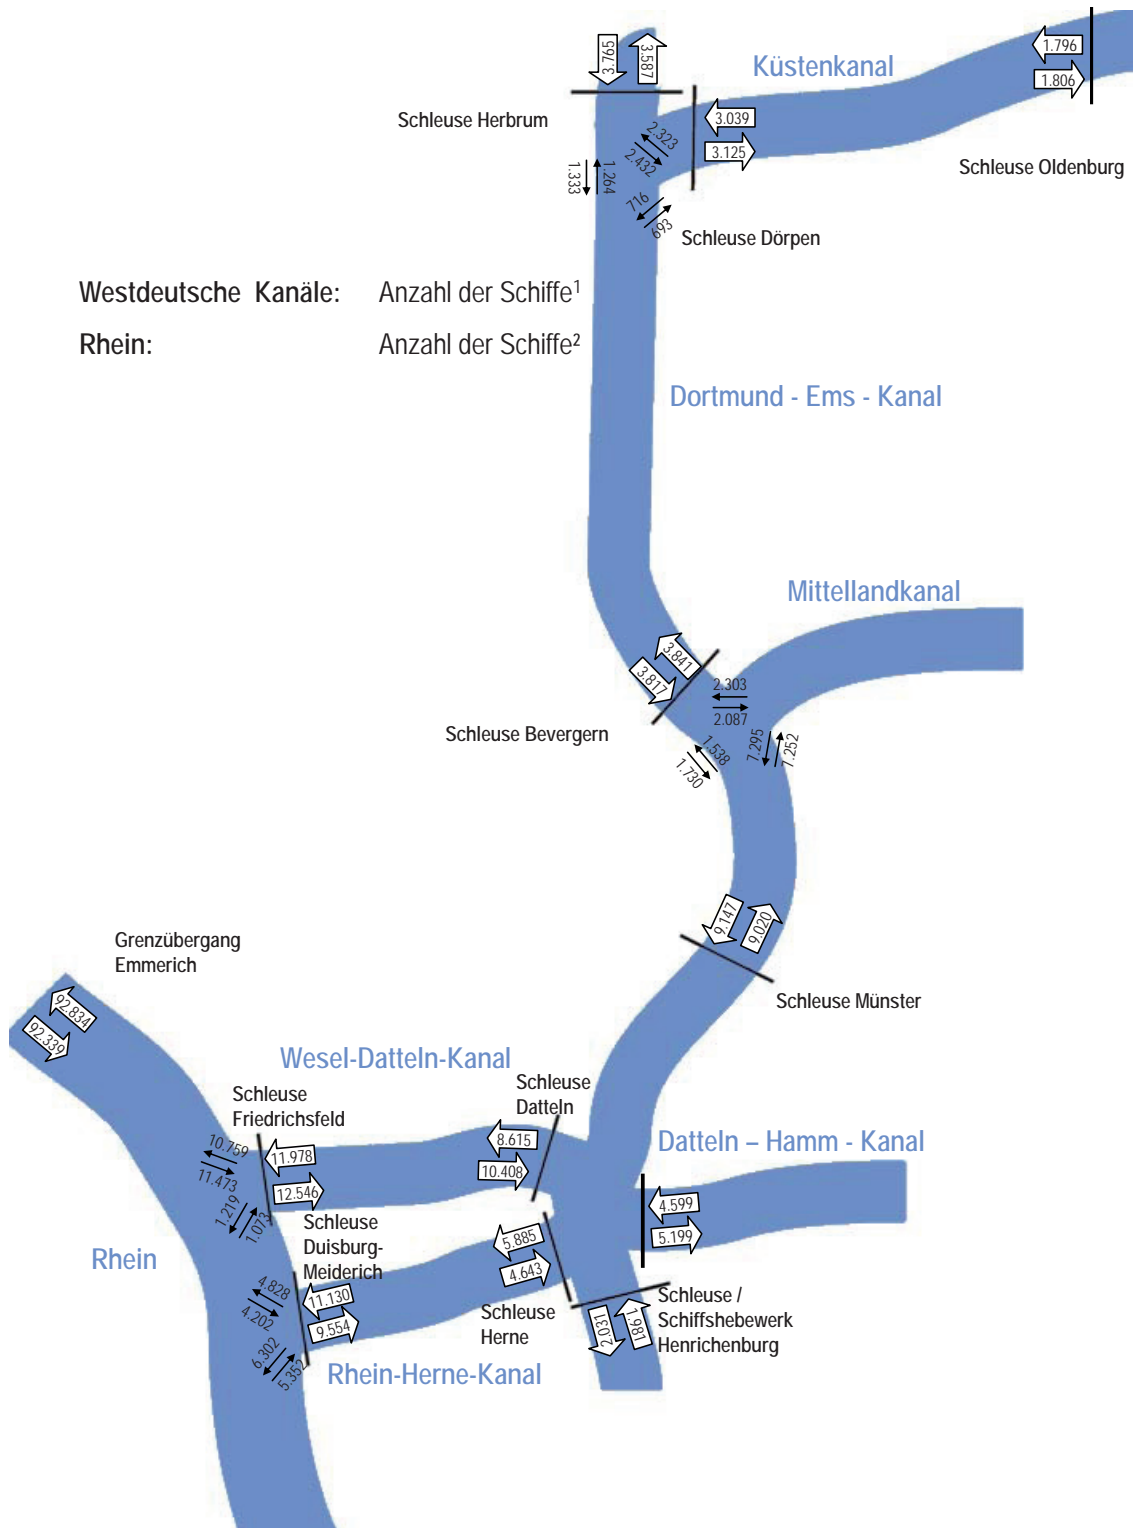 3.765
3.587
Küstenkanal
1.796
1.806
Schleuse Herbrum
3.039
3.125
2.323
2.432
1.333
1.264
Schleuse Oldenburg
716
693
Schleuse Dörpen
Westdeutsche Kanäle: Anzahl der Schiffe¹
Rhein: Anzahl der Schiffe²
Dortmund - Ems - Kanal
Mittellandkanal
3.841
3.817
2.303
2.087
Schleuse Bevergern
1.538
1.730
7.295
7.252
9.147
9.020
Grenzübergang
Emmerich
Schleuse Münster
92.834
92.339
Wesel-Datteln-Kanal
Schleuse
Datteln
Schleuse
Friedrichsfeld
8.615
10.408
Datteln – Hamm - Kanal
10.759
11.473
11.978
12.546
1.219
1.073
4.599
5.199
Schleuse
Duisburg-
Meiderich
5.885
4.643
Rhein
4.828
4.202
11.130
9.554
Schleuse
Herne
Schleuse /
Schiffshebewerk
Henrichenburg
2.031
1.981
6.302
5.352
Rhein-Herne-Kanal